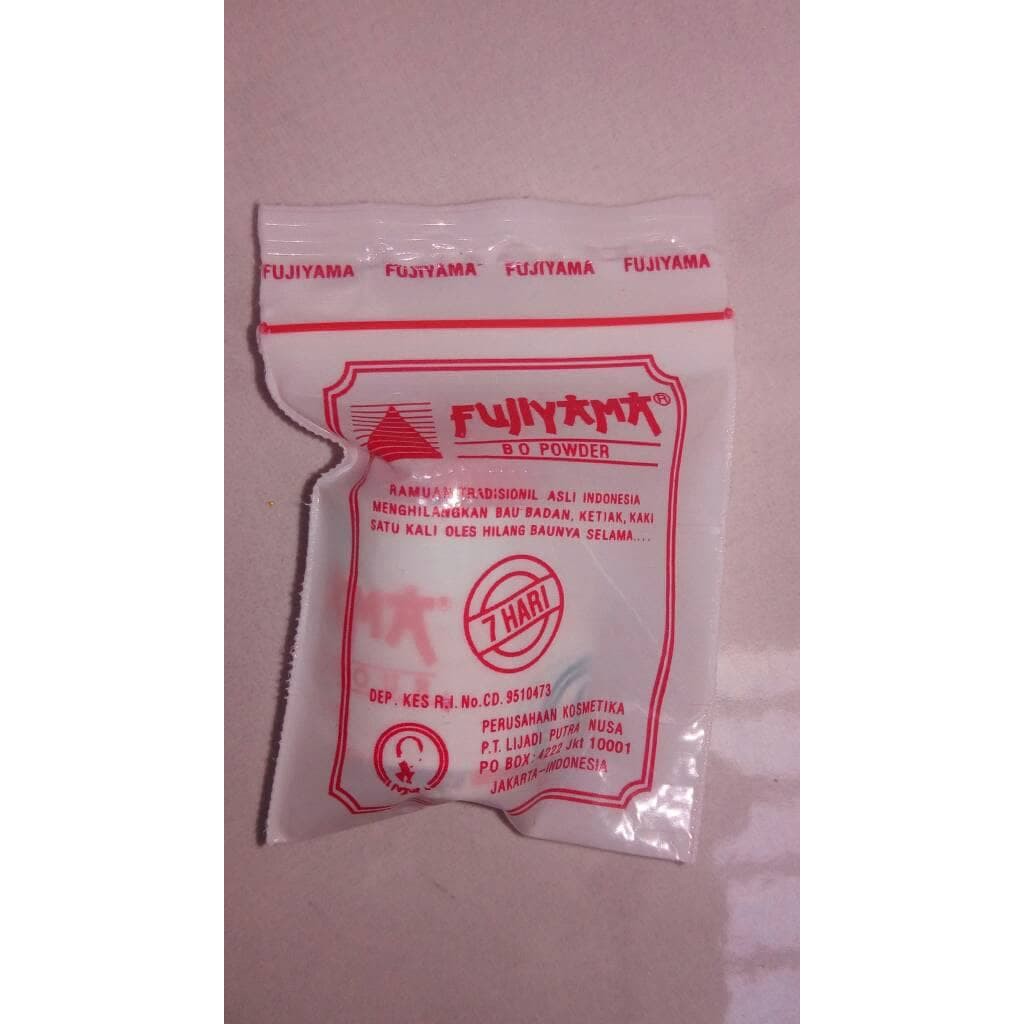 FUJIYAMA FUJIYAMA FUJIYAMA FUJIYAMA
FUJIYAMA®
B O POWDER
RAMUAN TRADISIONIL ASLI INDONESIA
MENGHILANGKAN BAU BADAN, KETIAK, KAKI
SATU KALI OLES HILANG BAUNYA SELAMA....
7 HARI
DEP. KES R.I. No.CD. 9510473
PERUSAHAAN KOSMETIKA
P.T. LIJADI PUTRA NUSA
PO BOX: 4222 Jkt 10001
JAKARTA-INDONESIA